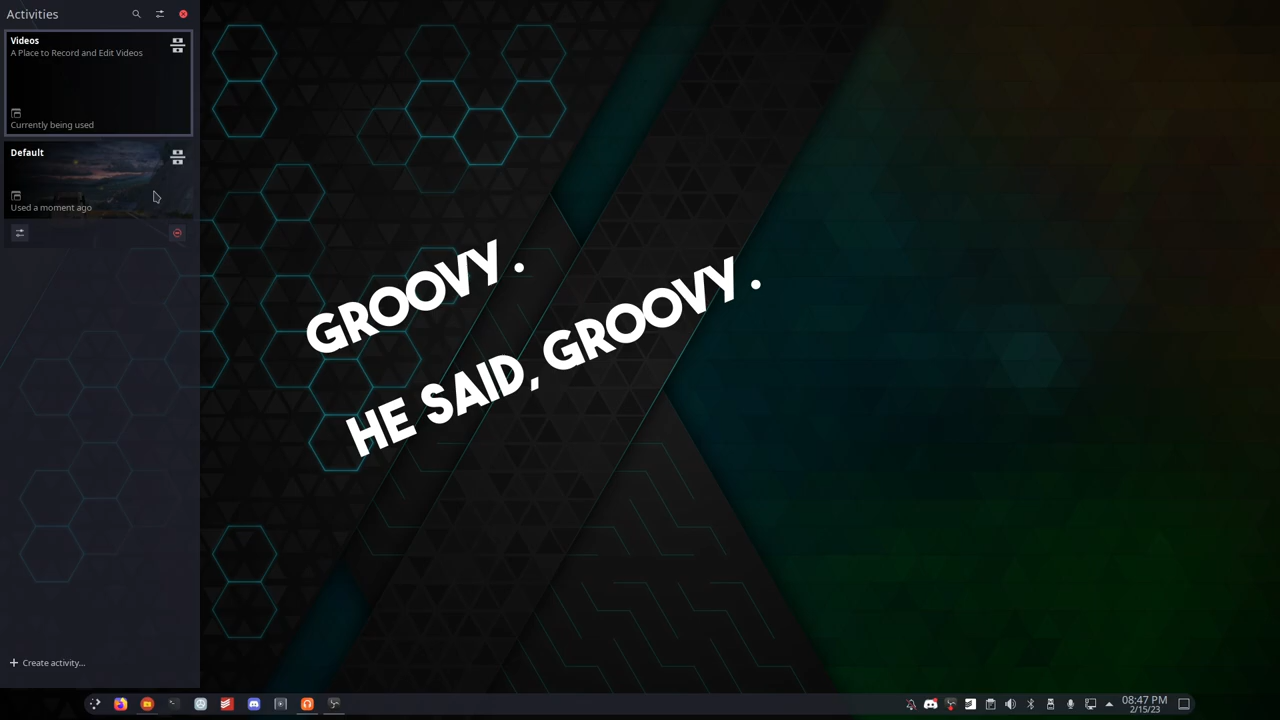 Activities
Videos
A Place to Record and Edit Videos
Currently being used
Default
Used a moment ago
GROOVY .
HE SAID, GROOVY .
+ Create activity...
08:47 PM
2/15/23